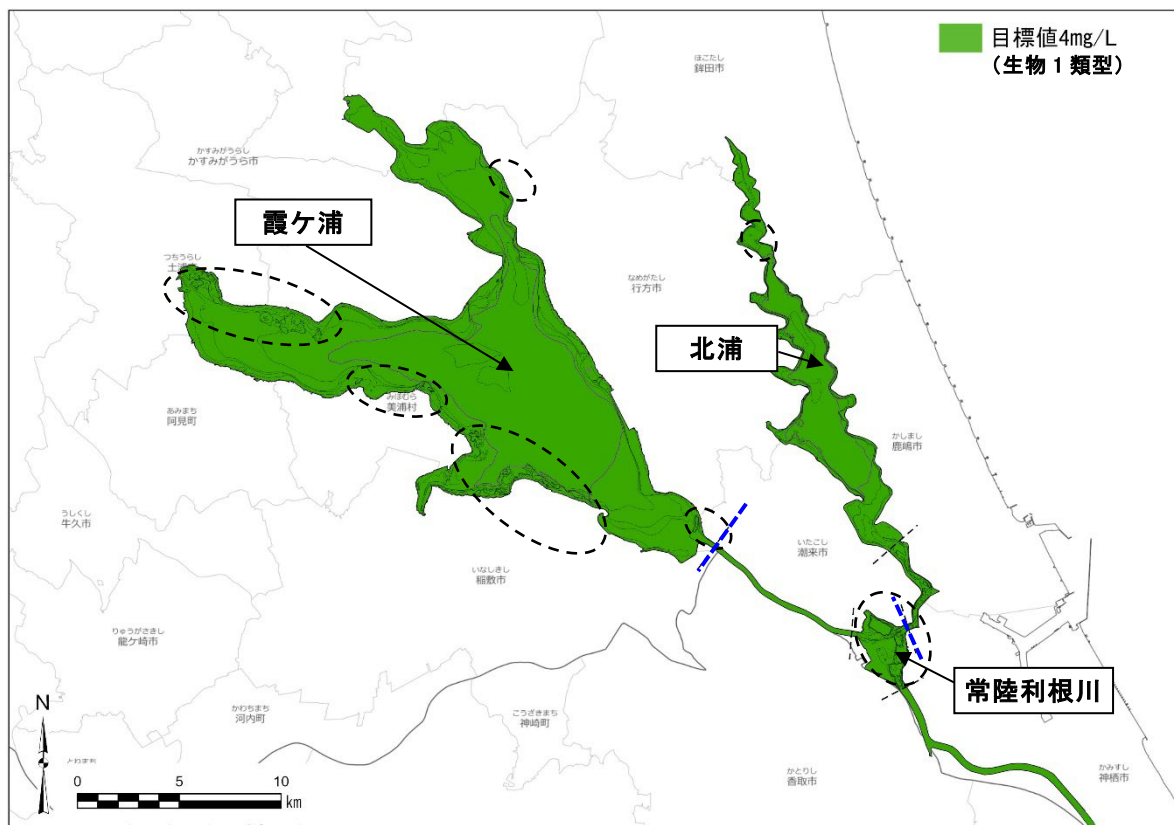 目標値4mg/L
(生物1類型)
ほこたし
鉾田市
かすみがうらし
かすみがうら市
霞ケ浦
つちうらし
土浦市
なめがたし
行方市
北浦
みほむら
美浦村
あみまち
阿見町
かしまし
鹿嶋市
うしくし
牛久市
いたこし
潮来市
いなしきし
稲敷市
りゅうがさきし
龍ケ崎市
常陸利根川
N
かわちまち
河内町
こうざきまち
神崎町
とねまち
かとりし
香取市
かみすし
神栖市
0 5 10
km